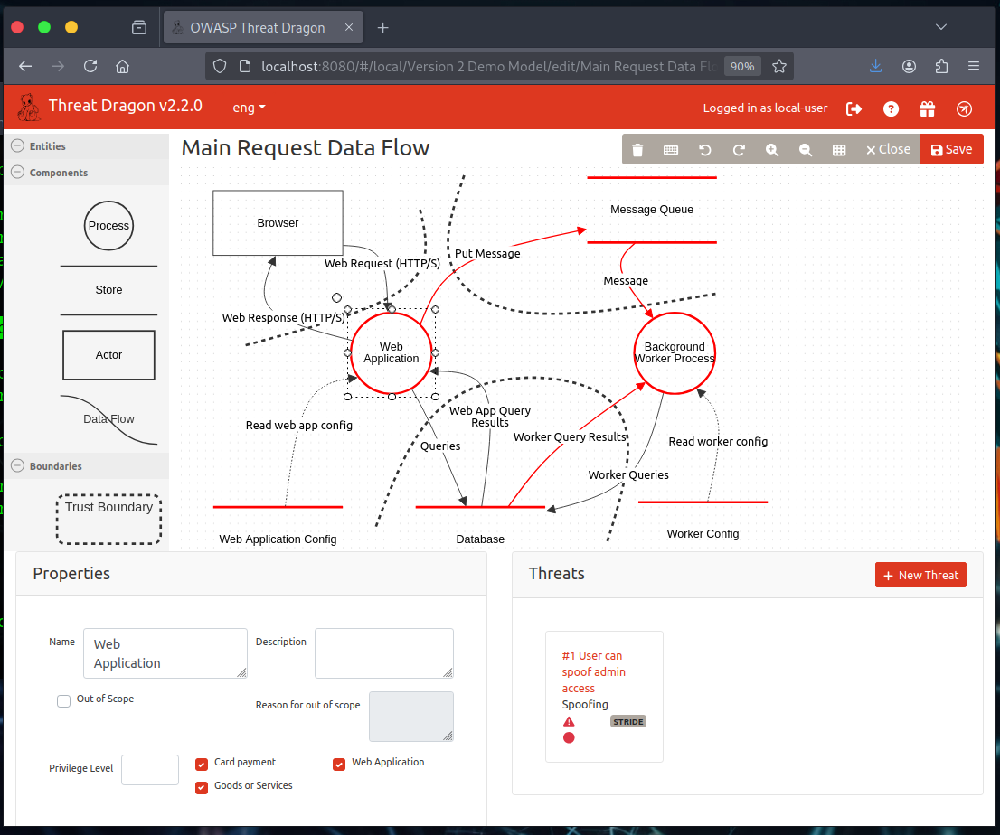 OWASP Threat Dragon
localhost:8080/#/local/Version 2 Demo Model/edit/Main Request Data Flo
90%
Threat Dragon v2.2.0
eng
Logged in as local-user
Entities
Components
Process
Store
Actor
Data Flow
Boundaries
Trust Boundary
Main Request Data Flow
Close
Save
Browser
Message Queue
Web Request (HTTP/S)
Put Message
Message
Web Response (HTTP/S)
Web
Application
Background
Worker Process
Read web app config
Web App Query
Results
Queries
Worker Query Results
Read worker config
Worker Queries
Web Application Config
Database
Worker Config
Properties
Name
Web
Application
Description
Out of Scope
Reason for out of scope
Privilege Level
Card payment
Web Application
Goods or Services
Threats
New Threat
#1 User can
spoof admin
access
Spoofing
STRIDE